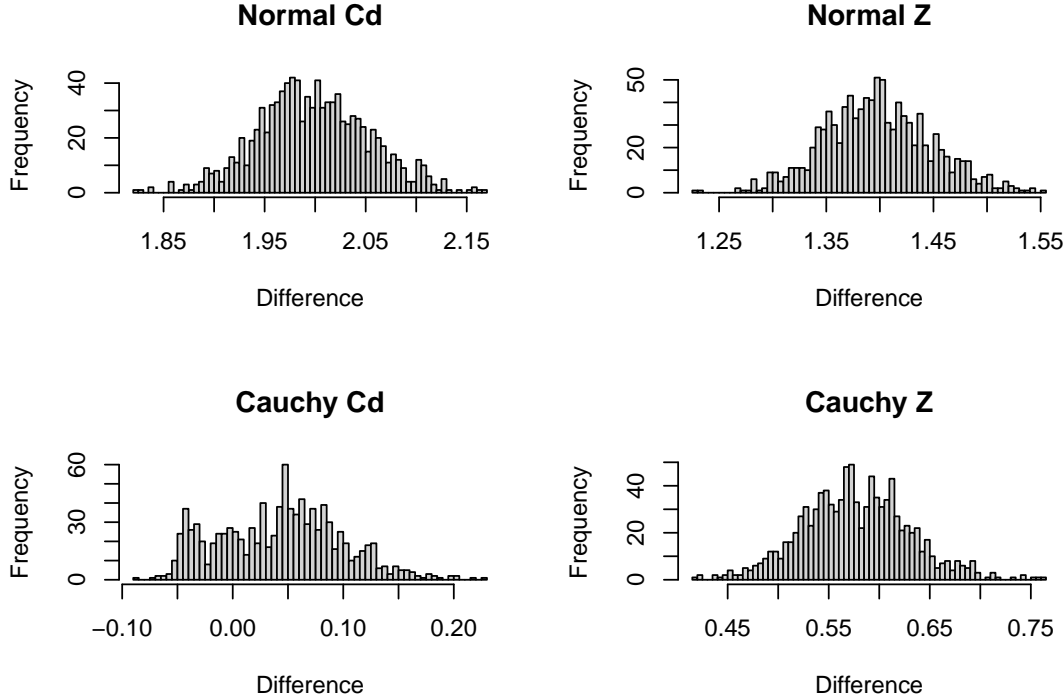 Normal Cd
Frequency
0 20 40
1.85 1.95 2.05 2.15
Difference
Normal Z
Frequency
0 20 50
1.25 1.35 1.45 1.55
Difference
Cauchy Cd
Frequency
0 30 60
−0.10 0.00 0.10 0.20
Difference
Cauchy Z
Frequency
0 20 40
0.45 0.55 0.65 0.75
Difference